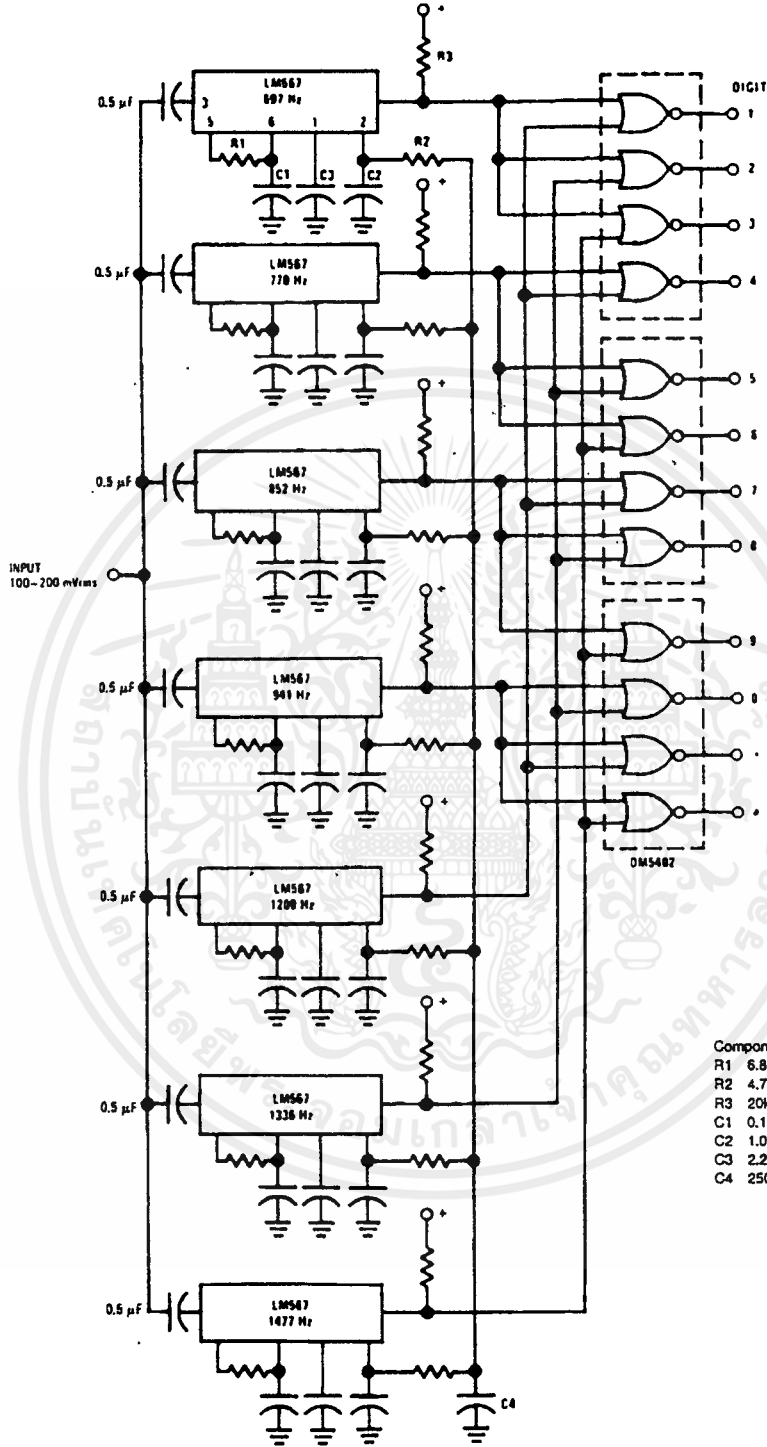 +
R3
LM567
697 Hz
0.5 µF
3
5
6
1
2
R1
R2
C1
C3
C2
DIGIT
1
2
3
4
+
LM567
770 Hz
0.5 µF
+
5
6
7
8
LM567
852 Hz
0.5 µF
INPUT
100–200 mVrms
+
9
0
LM567
941 Hz
0.5 µF
DM5402
+
LM567
1209 Hz
0.5 µF
+
LM567
1336 Hz
0.5 µF
R1 6.8
R2 4.7
R3 20k
C1 0.1
C2 1.0
C3 2.2
C4 250
+
LM567
1477 Hz
0.5 µF
C4